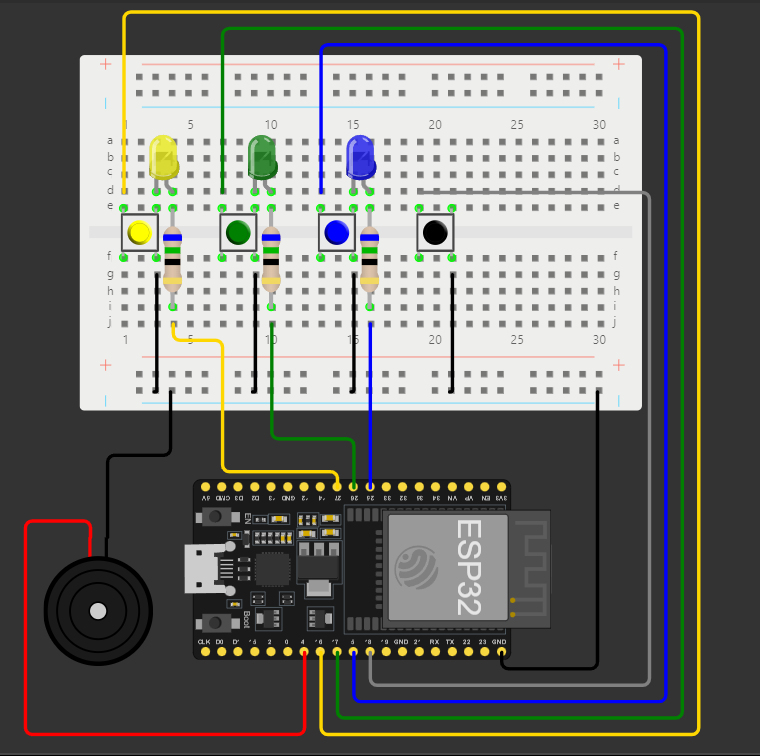 1 5 10 15 20 25 30
a a
b b
c c
d d
e e
f f
g g
h h
i i
j j
1 5 10 15 20 25 30
5V CMD D3 D2 13 GND 12 14 27 26 25 33 32 35 34 VN VP EN 3V3
EN
ESP32
Boot
CLK D0 D1 15 2 0 4 16 17 5 18 19 GND 21 RX TX 22 23 GND